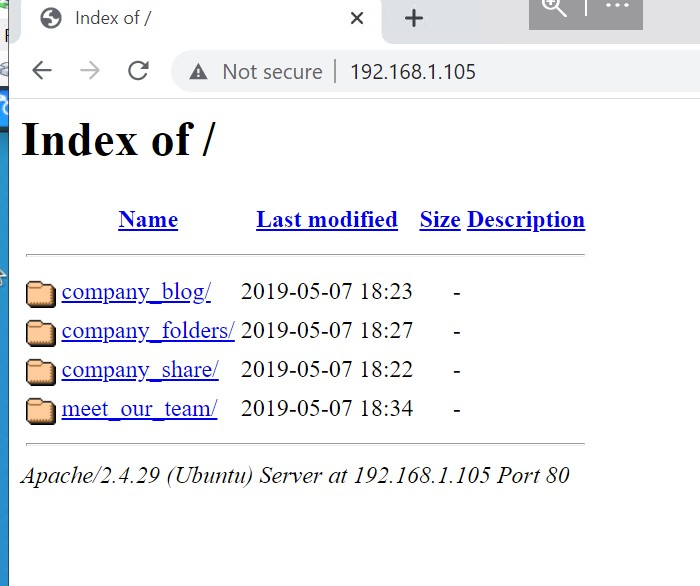 Index of /
Not secure 192.168.1.105
Index of /
Name Last modified Size Description
company_blog/ 2019-05-07 18:23 -
company_folders/ 2019-05-07 18:27 -
company_share/ 2019-05-07 18:22 -
meet_our_team/ 2019-05-07 18:34 -
Apache/2.4.29 (Ubuntu) Server at 192.168.1.105 Port 80